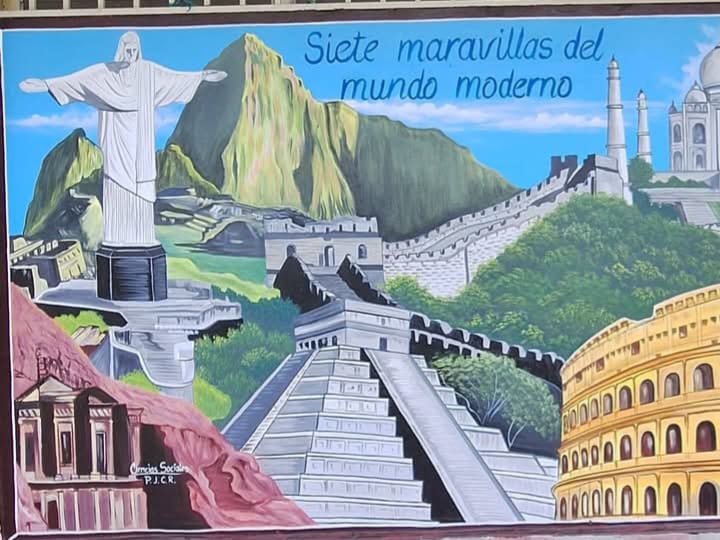 Siete maravillas del
mundo moderno
Ciencias Sociales
P.J.C.R.